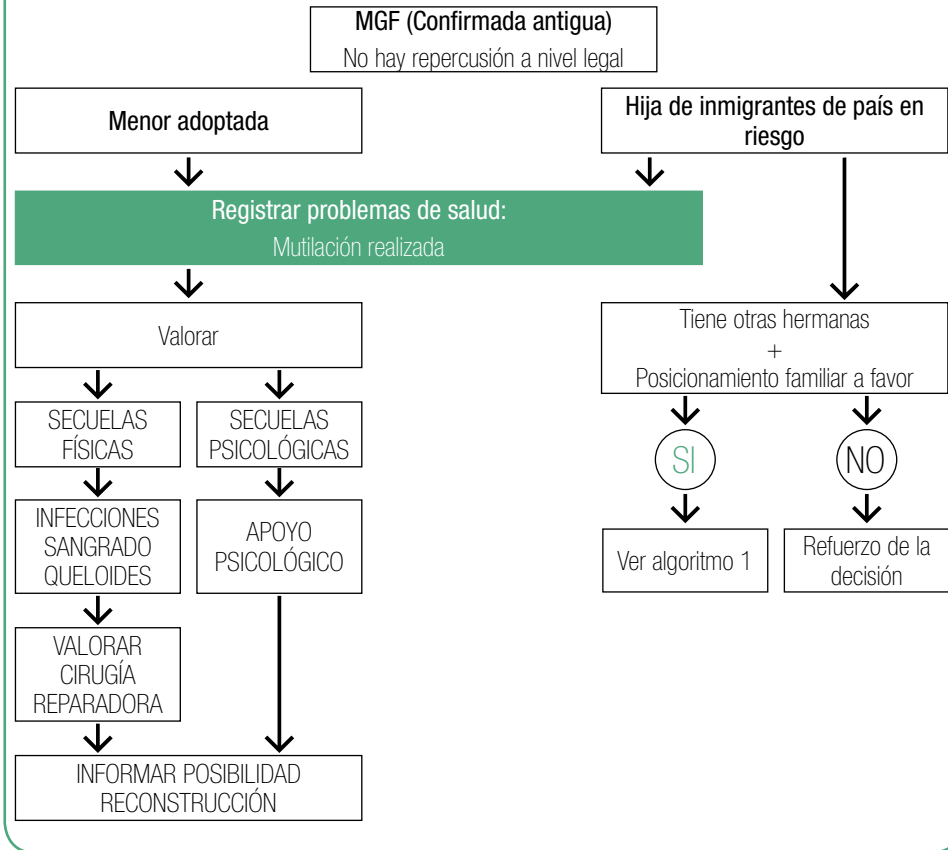 MGF (Confirmada antigua)
No hay repercusión a nivel legal
Menor adoptada
Hija de inmigrantes de país en
riesgo
Registrar problemas de salud:
Mutilación realizada
Valorar
Tiene otras hermanas
+
Posicionamiento familiar a favor
SECUELAS
FÍSICAS
SECUELAS
PSICOLÓGICAS
SI
NO
INFECCIONES
SANGRADO
QUELOIDES
APOYO
PSICOLÓGICO
Ver algoritmo 1
Refuerzo de la
decisión
VALORAR
CIRUGÍA
REPARADORA
INFORMAR POSIBILIDAD
RECONSTRUCCIÓN